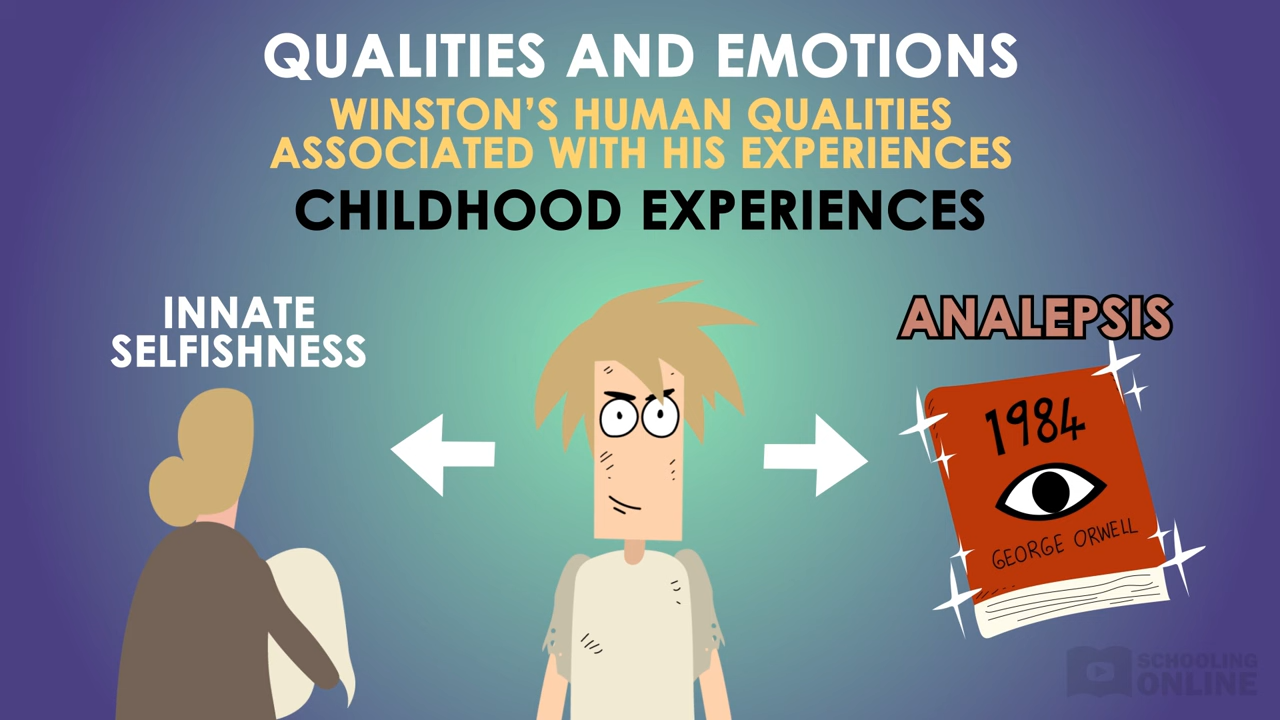 QUALITIES AND EMOTIONS
WINSTON'S HUMAN QUALITIES
ASSOCIATED WITH HIS EXPERIENCES
CHILDHOOD EXPERIENCES
INNATE
SELFISHNESS
ANALEPSIS
1984
GEORGE ORWELL
SCHOOLING
ONLINE